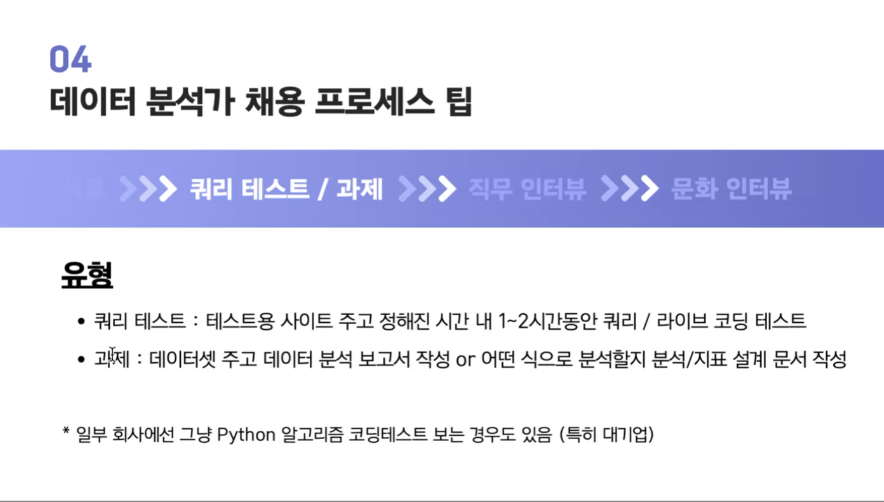 04
데이터 분석가 채용 프로세스 팁
서류 >>> 쿼리 테스트 / 과제 >>> 직무 인터뷰 >>> 문화 인터뷰
유형
• 쿼리 테스트 : 테스트용 사이트 주고 정해진 시간 내 1~2시간동안 쿼리 / 라이브 코딩 테스트
• 과제 : 데이터셋 주고 데이터 분석 보고서 작성 or 어떤 식으로 분석할지 분석/지표 설계 문서 작성
* 일부 회사에선 그냥 Python 알고리즘 코딩테스트 보는 경우도 있음 (특히 대기업)